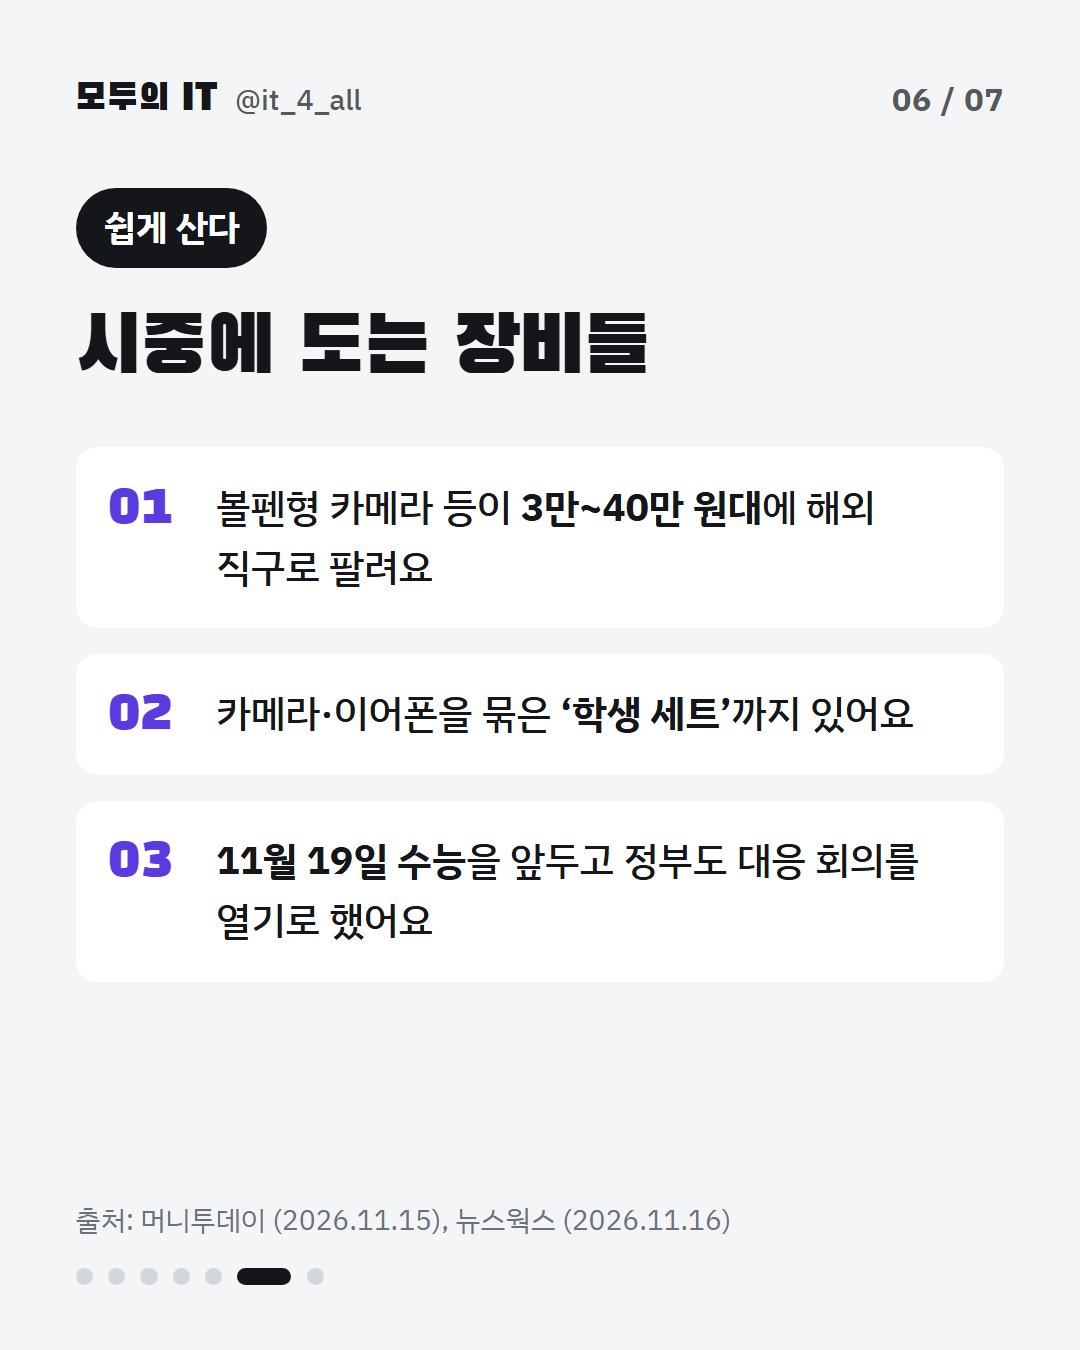 모두의 IT @it_4_all
06 / 07
쉽게 산다
시중에 도는 장비들
01 볼펜형 카메라 등이 3만~40만 원대에 해외
직구로 팔려요
02 카메라·이어폰을 묶은 ‘학생 세트’까지 있어요
03 11월 19일 수능을 앞두고 정부도 대응 회의를
열기로 했어요
출처: 머니투데이 (2026.11.15), 뉴스웍스 (2026.11.16)